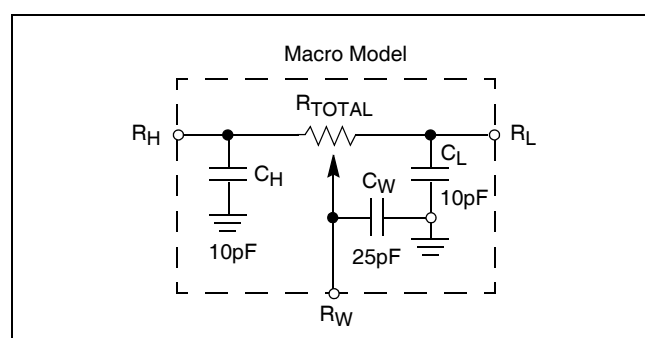 Macro Model
R_TOTAL
R_H
R_L
C_H
C_W
C_L
10pF
10pF
25pF
R_W